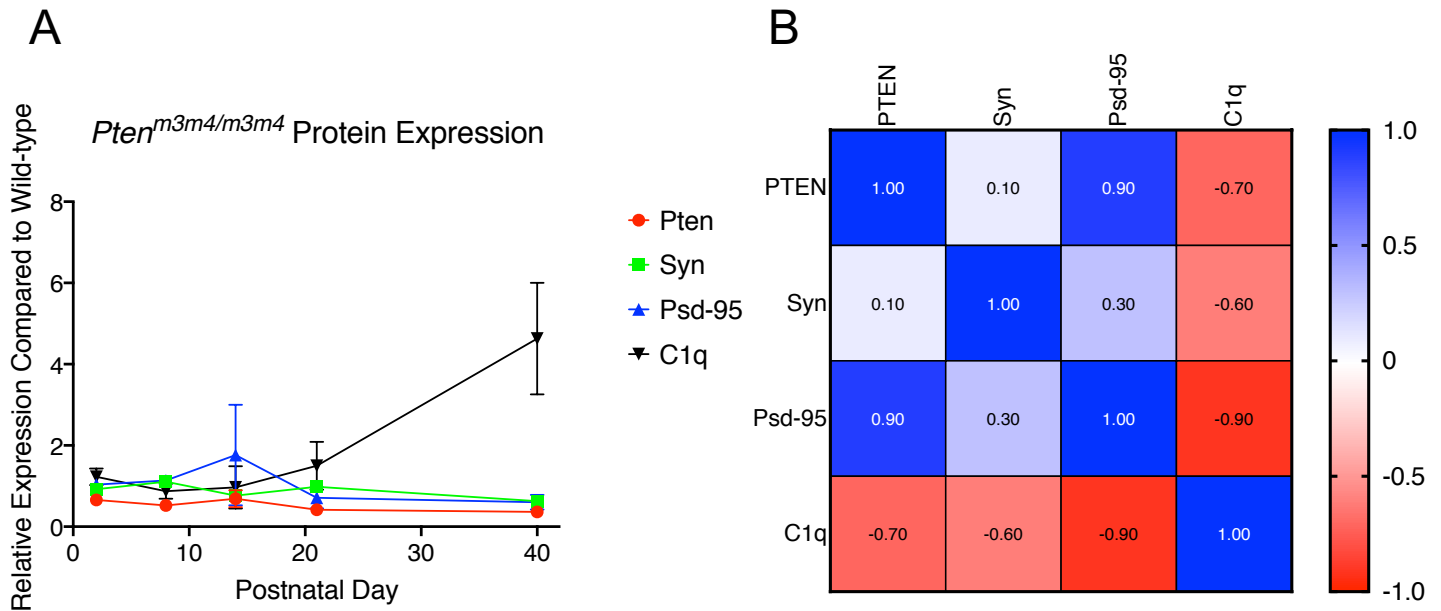 A
Pten^m3m4/m3m4 Protein Expression
Relative Expression Compared to Wild-type
8
6
4
2
0
0 10 20 30 40
Postnatal Day
Pten
Syn
Psd-95
C1q
B
PTEN Syn Psd-95 C1q
PTEN 1.00 0.10 0.90 -0.70
Syn 0.10 1.00 0.30 -0.60
Psd-95 0.90 0.30 1.00 -0.90
C1q -0.70 -0.60 -0.90 1.00
1.0
0.5
0
-0.5
-1.0